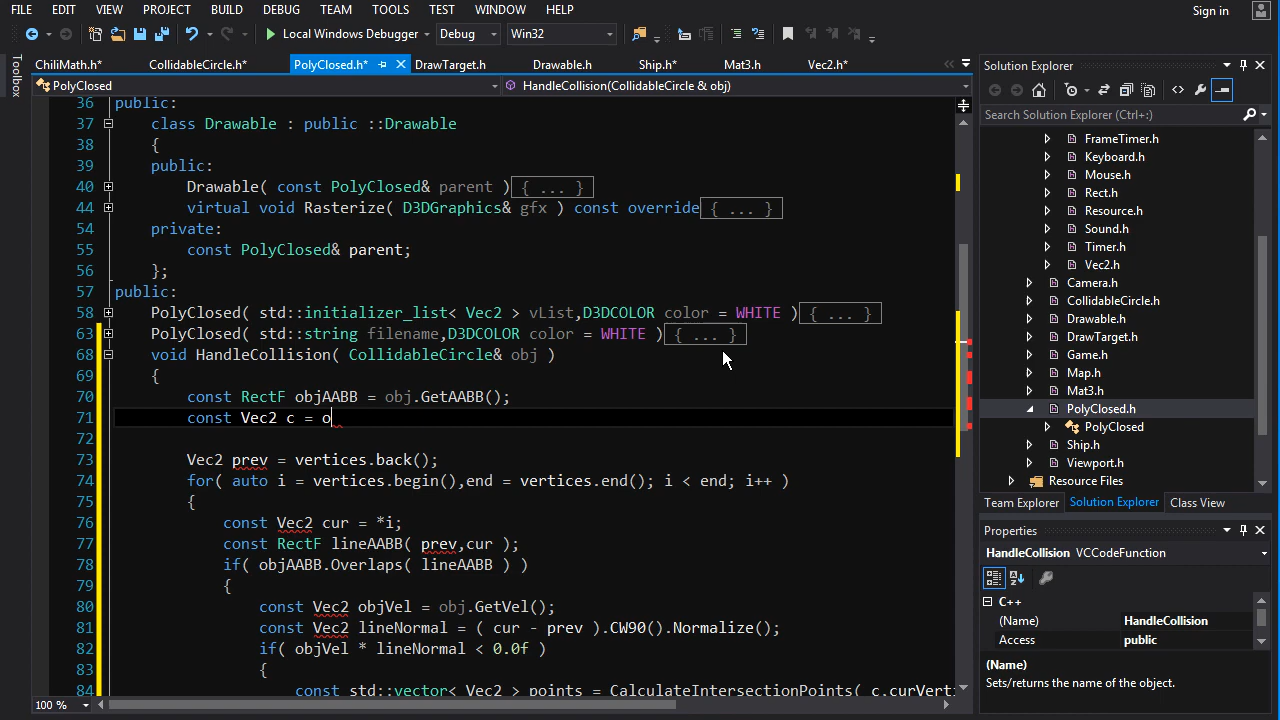 FILE EDIT VIEW PROJECT BUILD DEBUG TEAM TOOLS TEST WINDOW HELP
Sign in
Local Windows Debugger Debug Win32
Toolbox
ChiliMath.h* CollidableCircle.h* PolyClosed.h* DrawTarget.h Drawable.h Ship.h* Mat3.h Vec2.h*
PolyClosed HandleCollision(CollidableCircle & obj)
36 public:
37 class Drawable : public ::Drawable
38 {
39 public:
40 Drawable( const PolyClosed& parent ){ ... }
44 virtual void Rasterize( D3DGraphics& gfx ) const override{ ... }
54 private:
55 const PolyClosed& parent;
56 };
57 public:
58 PolyClosed( std::initializer_list< Vec2 > vList,D3DCOLOR color = WHITE ){ ... }
63 PolyClosed( std::string filename,D3DCOLOR color = WHITE ){ ... }
68 void HandleCollision( CollidableCircle& obj )
69 {
70 const RectF objAABB = obj.GetAABB();
71 const Vec2 c = o
72
73 Vec2 prev = vertices.back();
74 for( auto i = vertices.begin(),end = vertices.end(); i < end; i++ )
75 {
76 const Vec2 cur = *i;
77 const RectF lineAABB( prev,cur );
78 if( objAABB.Overlaps( lineAABB ) )
79 {
80 const Vec2 objVel = obj.GetVel();
81 const Vec2 lineNormal = ( cur - prev ).CW90().Normalize();
82 if( objVel * lineNormal < 0.0f )
83 {
84 const std::vector< Vec2 > points = CalculateIntersectionPoints( c,curVerti
100 %
Solution Explorer
Search Solution Explorer (Ctrl+;)
FrameTimer.h
Keyboard.h
Mouse.h
Rect.h
Resource.h
Sound.h
Timer.h
Vec2.h
Camera.h
CollidableCircle.h
Drawable.h
DrawTarget.h
Game.h
Map.h
Mat3.h
PolyClosed.h
PolyClosed
Ship.h
Viewport.h
Resource Files
Team Explorer Solution Explorer Class View
Properties
HandleCollision VCCodeFunction
C++
(Name) HandleCollision
Access public
(Name)
Sets/returns the name of the object.